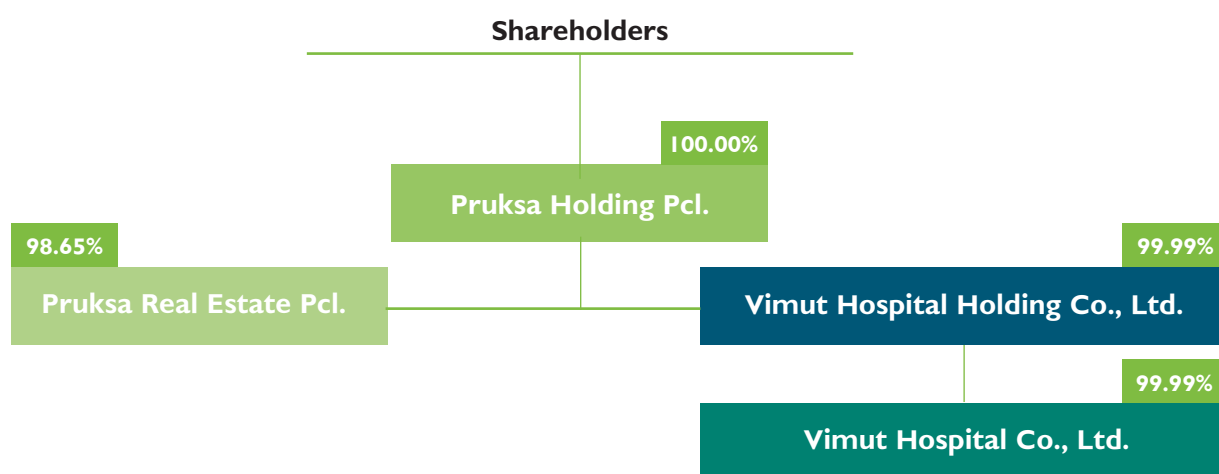 Shareholders
100.00%
Pruksa Holding Pcl.
98.65%
Pruksa Real Estate Pcl.
99.99%
Vimut Hospital Holding Co., Ltd.
99.99%
Vimut Hospital Co., Ltd.